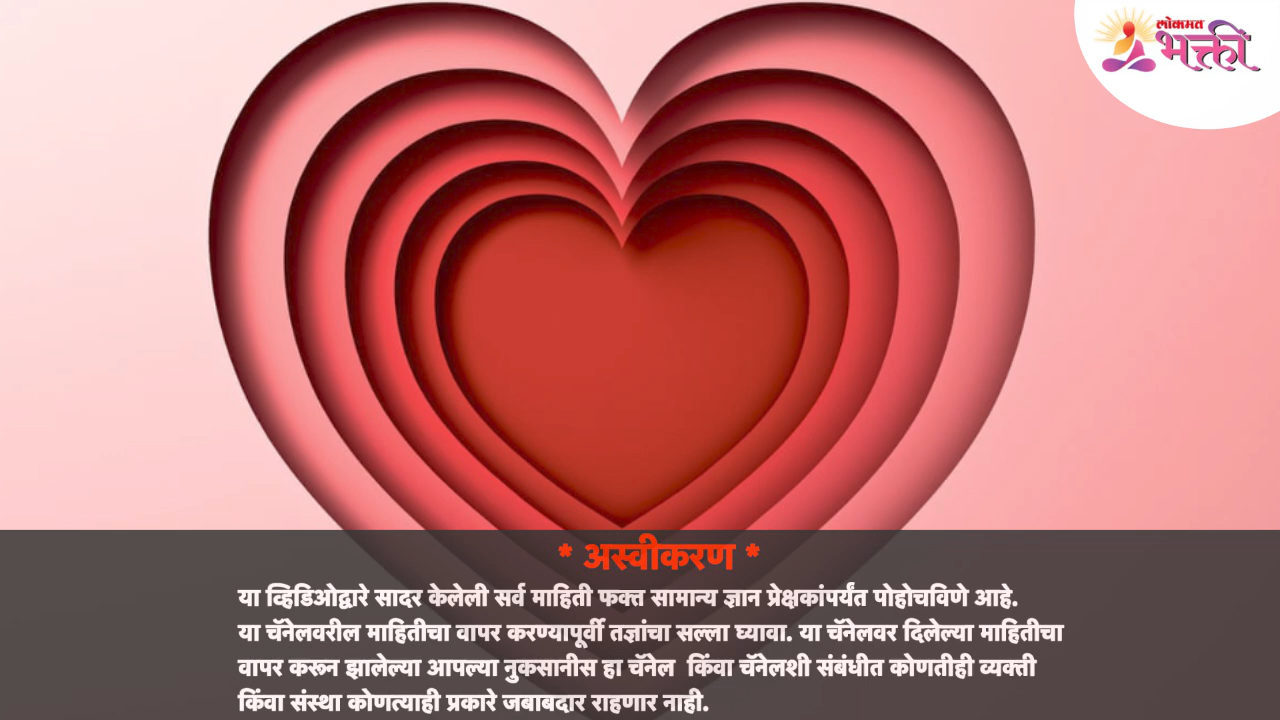 लोकमत
भक्ती
* अस्वीकरण *
या व्हिडिओद्वारे सादर केलेली सर्व माहिती फक्त सामान्य ज्ञान प्रेक्षकांपर्यंत पोहोचविणे आहे.
या चॅनेलवरील माहितीचा वापर करण्यापूर्वी तज्ञांचा सल्ला घ्यावा. या चॅनेलवर दिलेल्या माहितीचा
वापर करून झालेल्या आपल्या नुकसानीस हा चॅनेल किंवा चॅनेलशी संबंधीत कोणतीही व्यक्ती
किंवा संस्था कोणत्याही प्रकारे जबाबदार राहणार नाही.